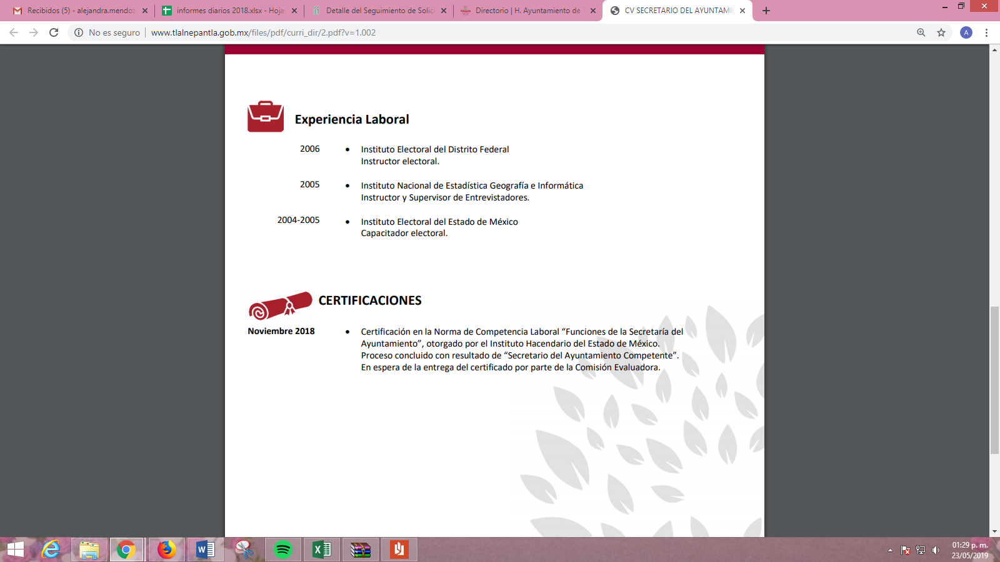 Recibidos (5) - alejandra.mendoz
informes diarios 2018.xlsx - Hoja
Detalle del Seguimiento de Solic
Directorio | H. Ayuntamiento de T
CV SECRETARIO DEL AYUNTAMIE
No es seguro
www.tlalnepantla.gob.mx/files/pdf/curri_dir/2.pdf?v=1.002
A
Experiencia Laboral
2006
• Instituto Electoral del Distrito Federal
Instructor electoral.
2005
• Instituto Nacional de Estadística Geografía e Informática
Instructor y Supervisor de Entrevistadores.
2004-2005
• Instituto Electoral del Estado de México
Capacitador electoral.
CERTIFICACIONES
Noviembre 2018
• Certificación en la Norma de Competencia Laboral “Funciones de la Secretaría del
Ayuntamiento”, otorgado por el Instituto Hacendario del Estado de México.
Proceso concluido con resultado de “Secretario del Ayuntamiento Competente”.
En espera de la entrega del certificado por parte de la Comisión Evaluadora.
01:29 p. m.
23/05/2019